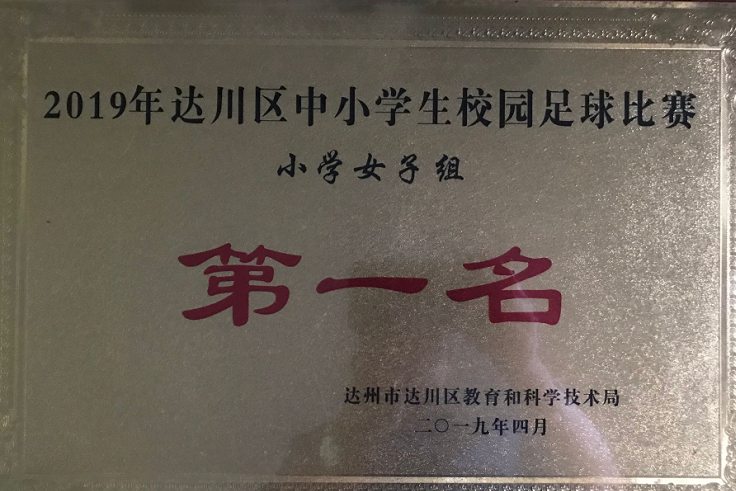 2019年达川区中小学生校园足球比赛
小学女子组
第一名
达州市达川区教育和科学技术局
二〇一九年四月